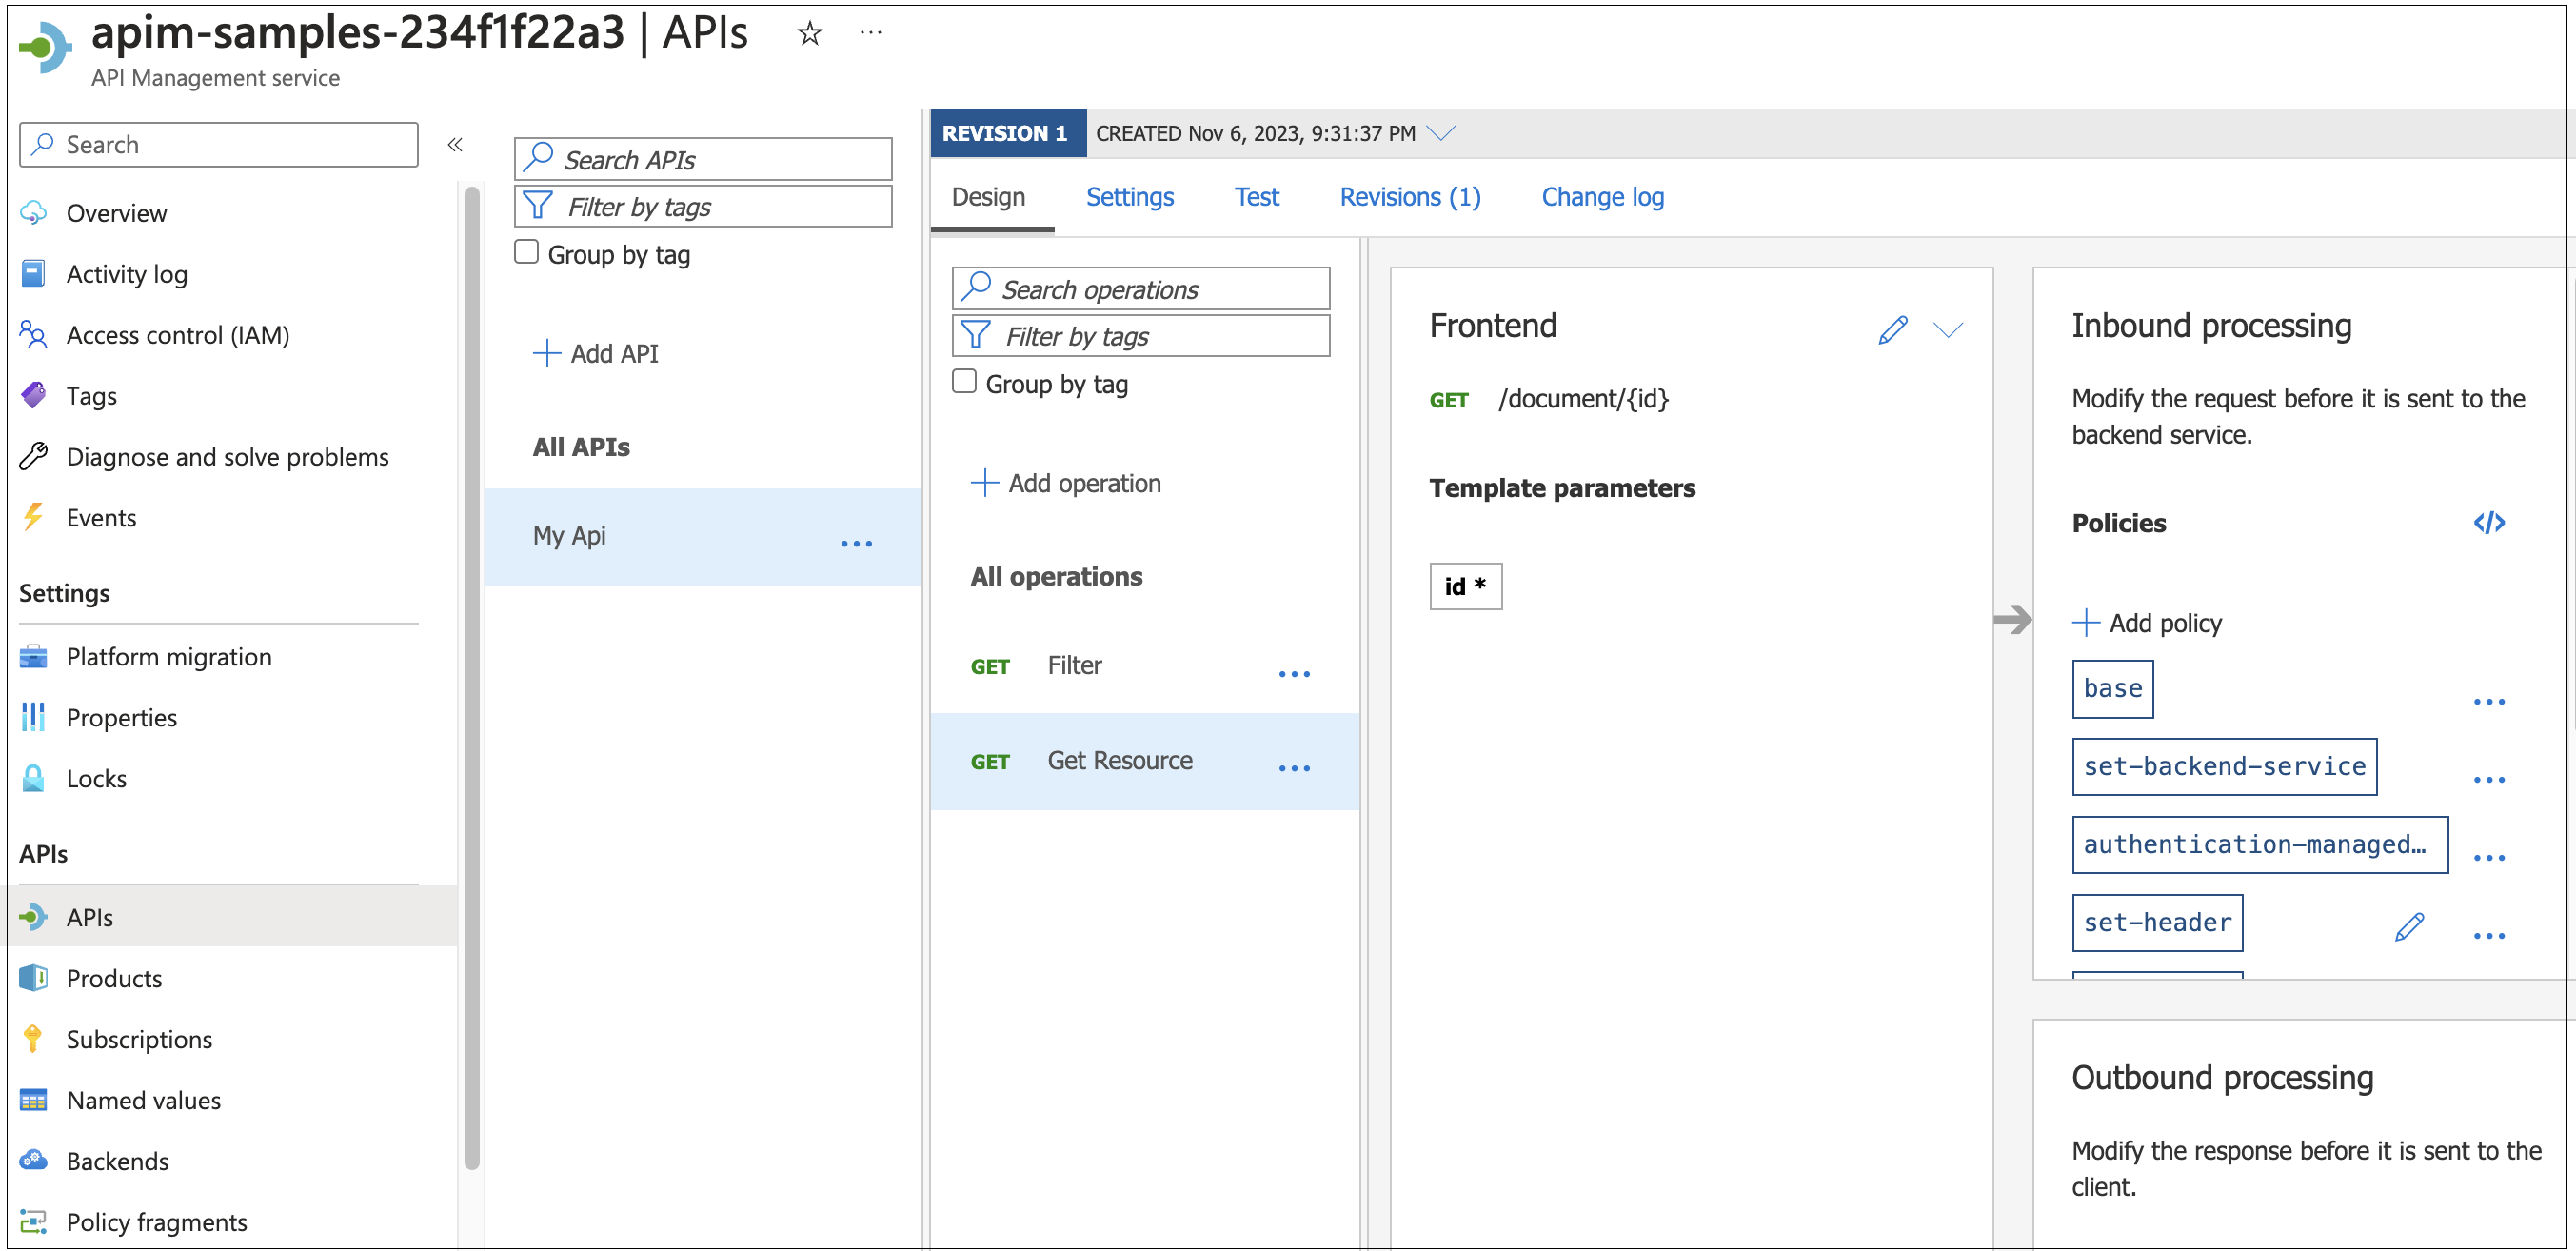 apim-samples-234f1f22a3 | APIs
API Management service
Search
Overview
Activity log
Access control (IAM)
Tags
Diagnose and solve problems
Events
Settings
Platform migration
Properties
Locks
APIs
APIs
Products
Subscriptions
Named values
Backends
Policy fragments
Search APIs
Filter by tags
Group by tag
Add API
All APIs
My Api
REVISION 1 CREATED Nov 6, 2023, 9:31:37 PM
Design Settings Test Revisions (1) Change log
Search operations
Filter by tags
Group by tag
Add operation
All operations
GET Filter
GET Get Resource
Frontend
GET /document/{id}
Template parameters
id *
Inbound processing
Modify the request before it is sent to the
backend service.
Policies </>
Add policy
base
set-backend-service
authentication-managed…
set-header
Outbound processing
Modify the response before it is sent to the
client.